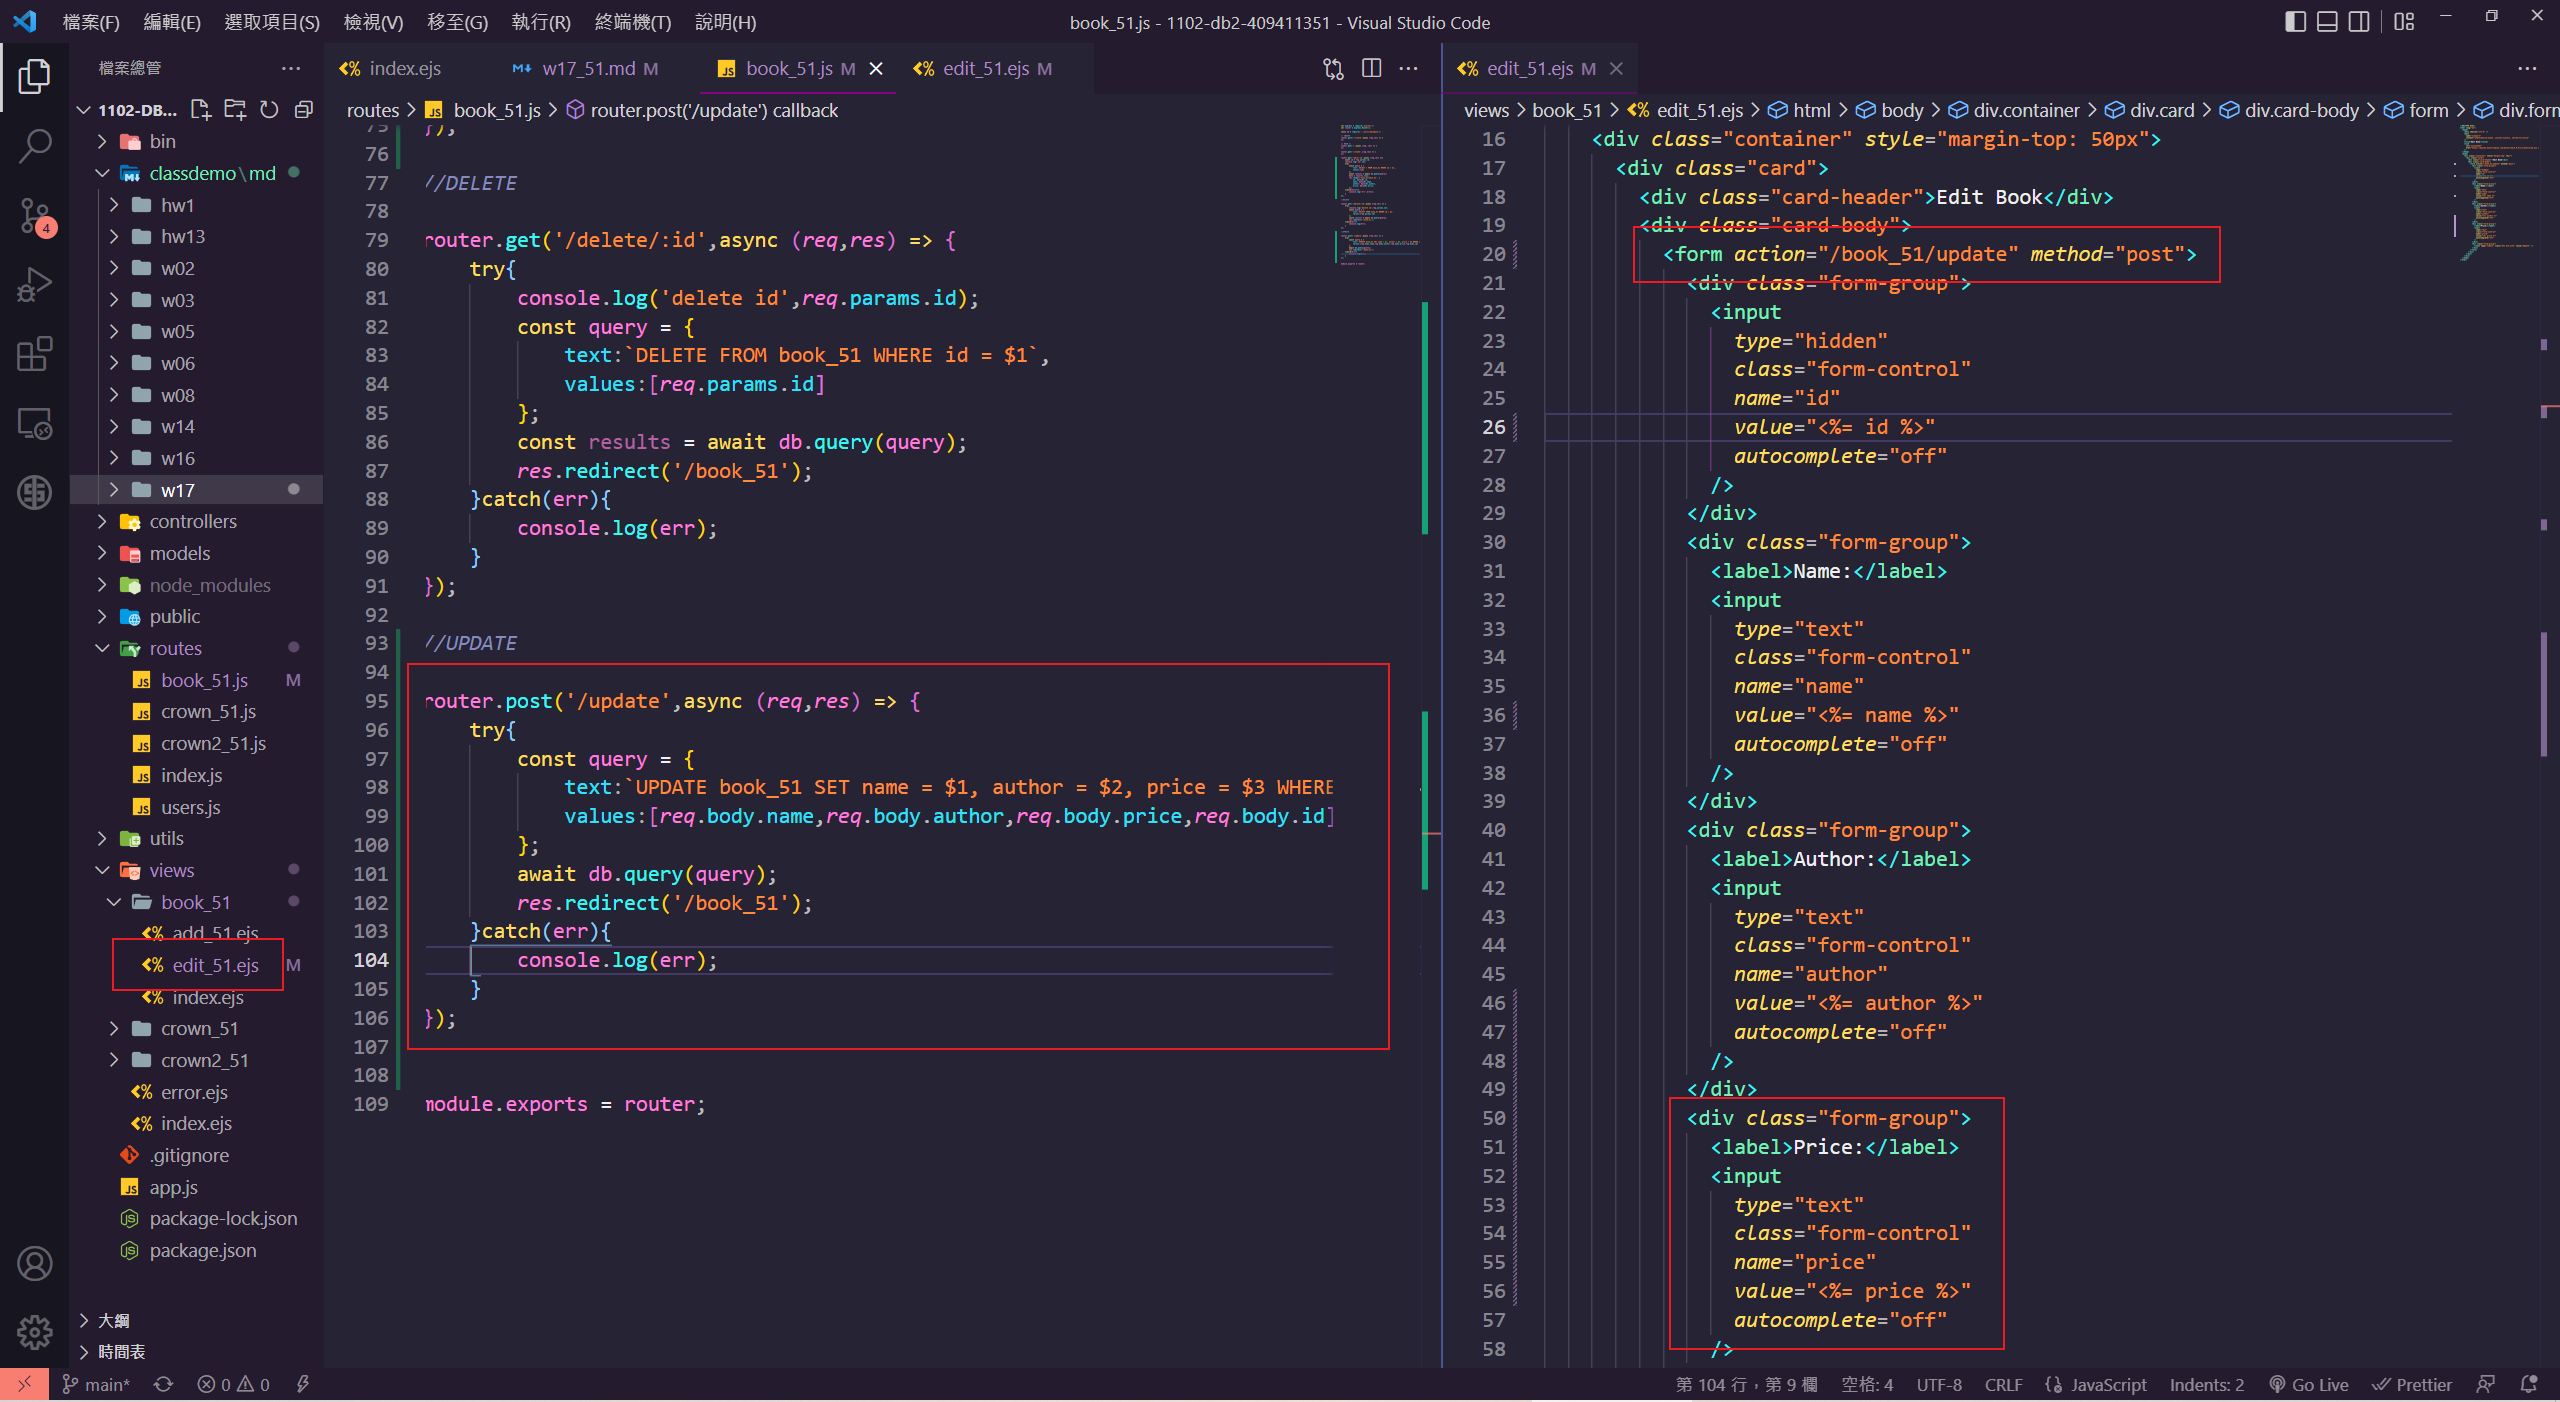 檔案(F) 編輯(E) 選取項目(S) 檢視(V) 移至(G) 執行(R) 終端機(T) 說明(H)
book_51.js - 1102-db2-409411351 - Visual Studio Code
檔案總管
1102-DB...
bin
classdemo\md
hw1
hw13
w02
w03
w05
w06
w08
w14
w16
w17
controllers
models
node_modules
public
routes
book_51.js M
crown_51.js
crown2_51.js
index.js
users.js
utils
views
book_51
add_51.ejs
edit_51.ejs M
index.ejs
crown_51
crown2_51
error.ejs
index.ejs
.gitignore
app.js
package-lock.json
package.json
大綱
時間表
4
index.ejs
w17_51.md M
book_51.js M
edit_51.ejs M
routes > book_51.js > router.post('/update') callback
75 });
76
77 //DELETE
78
79 router.get('/delete/:id',async (req,res) => {
80 try{
81 console.log('delete id',req.params.id);
82 const query = {
83 text:`DELETE FROM book_51 WHERE id = $1`,
84 values:[req.params.id]
85 };
86 const results = await db.query(query);
87 res.redirect('/book_51');
88 }catch(err){
89 console.log(err);
90 }
91 });
92
93 //UPDATE
94
95 router.post('/update',async (req,res) => {
96 try{
97 const query = {
98 text:`UPDATE book_51 SET name = $1, author = $2, price = $3 WHERE
99 values:[req.body.name,req.body.author,req.body.price,req.body.id]
100 };
101 await db.query(query);
102 res.redirect('/book_51');
103 }catch(err){
104 console.log(err);
105 }
106 });
107
108
109 module.exports = router;
edit_51.ejs M
views > book_51 > edit_51.ejs > html > body > div.container > div.card > div.card-body > form > div.form
16 <div class="container" style="margin-top: 50px">
17 <div class="card">
18 <div class="card-header">Edit Book</div>
19 <div class="card-body">
20 <form action="/book_51/update" method="post">
21 <div class="form-group">
22 <input
23 type="hidden"
24 class="form-control"
25 name="id"
26 value="<%= id %>"
27 autocomplete="off"
28 />
29 </div>
30 <div class="form-group">
31 <label>Name:</label>
32 <input
33 type="text"
34 class="form-control"
35 name="name"
36 value="<%= name %>"
37 autocomplete="off"
38 />
39 </div>
40 <div class="form-group">
41 <label>Author:</label>
42 <input
43 type="text"
44 class="form-control"
45 name="author"
46 value="<%= author %>"
47 autocomplete="off"
48 />
49 </div>
50 <div class="form-group">
51 <label>Price:</label>
52 <input
53 type="text"
54 class="form-control"
55 name="price"
56 value="<%= price %>"
57 autocomplete="off"
58 />
main* 0 0
第 104 行，第 9 欄 空格: 4 UTF-8 CRLF JavaScript Indents: 2 Go Live Prettier